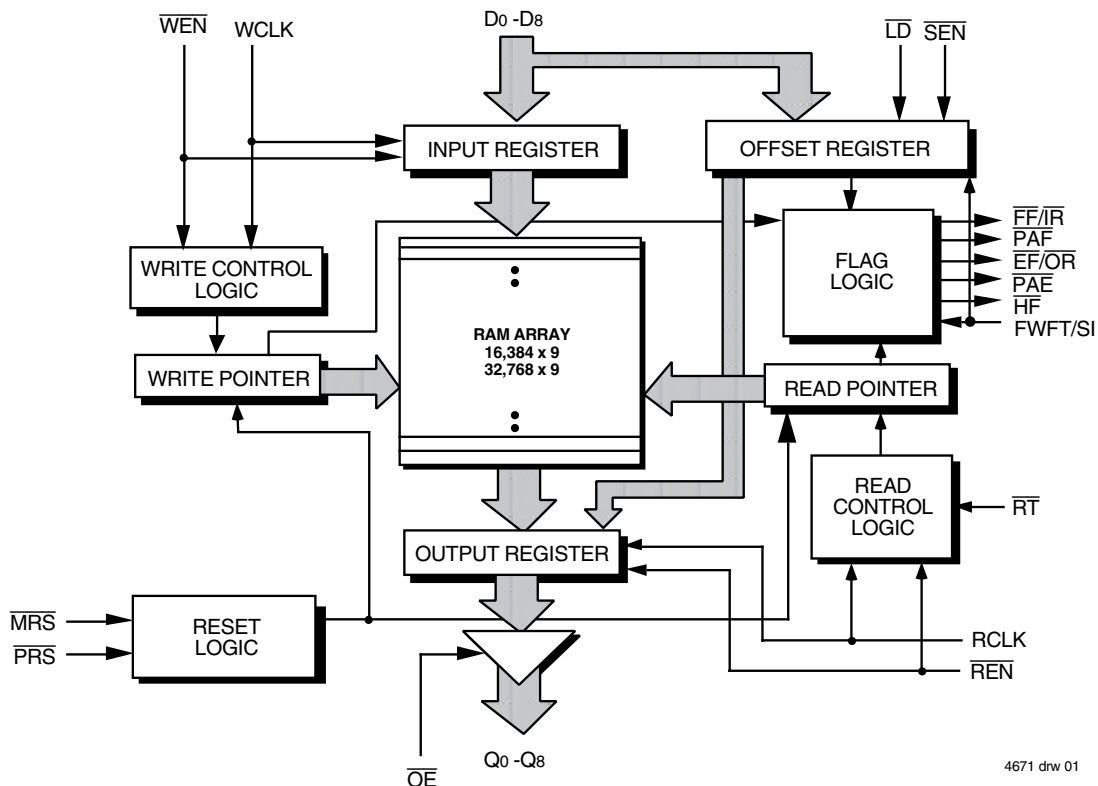 WEN
WCLK
D0 -D8
LD
SEN
INPUT REGISTER
OFFSET REGISTER
WRITE CONTROL
LOGIC
FLAG
LOGIC
FF/IR
PAF
EF/OR
PAE
HF
FWFT/SI
RAM ARRAY
16,384 x 9
32,768 x 9
WRITE POINTER
READ POINTER
READ
CONTROL
LOGIC
RT
OUTPUT REGISTER
MRS
PRS
RESET
LOGIC
RCLK
REN
OE
Q0 -Q8
4671 drw 01